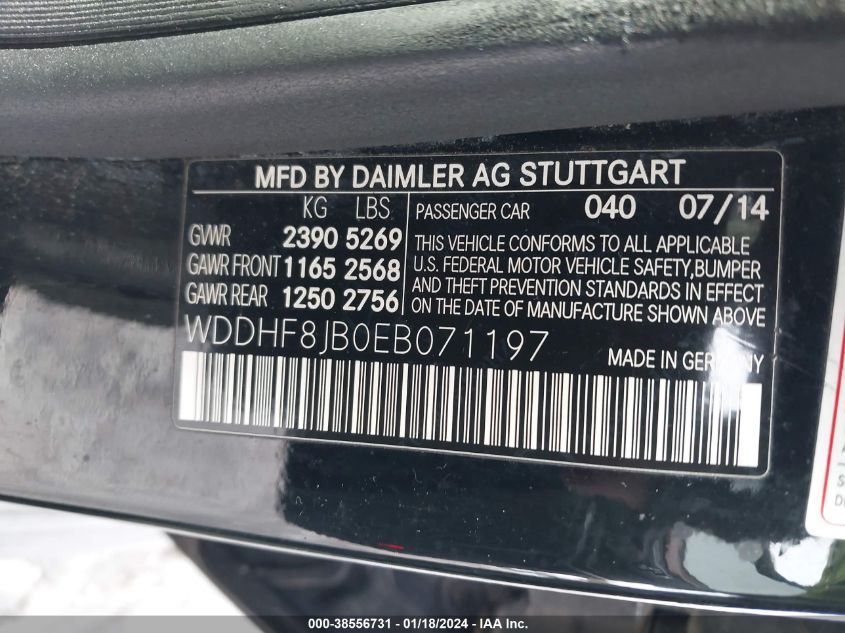 MFD BY DAIMLER AG STUTTGART
KG LBS
GVWR 2390 5269
GAWR FRONT 1165 2568
GAWR REAR 1250 2756
PASSENGER CAR 040 07/14
THIS VEHICLE CONFORMS TO ALL APPLICABLE
U.S. FEDERAL MOTOR VEHICLE SAFETY,BUMPER
AND THEFT PREVENTION STANDARDS IN EFFECT
ON THE DATE OF MANUFACTURE SHOWN ABOVE
WDDHF8JB0EB071197
MADE IN GERMANY
000-38556731 - 01/18/2024 - IAA Inc.